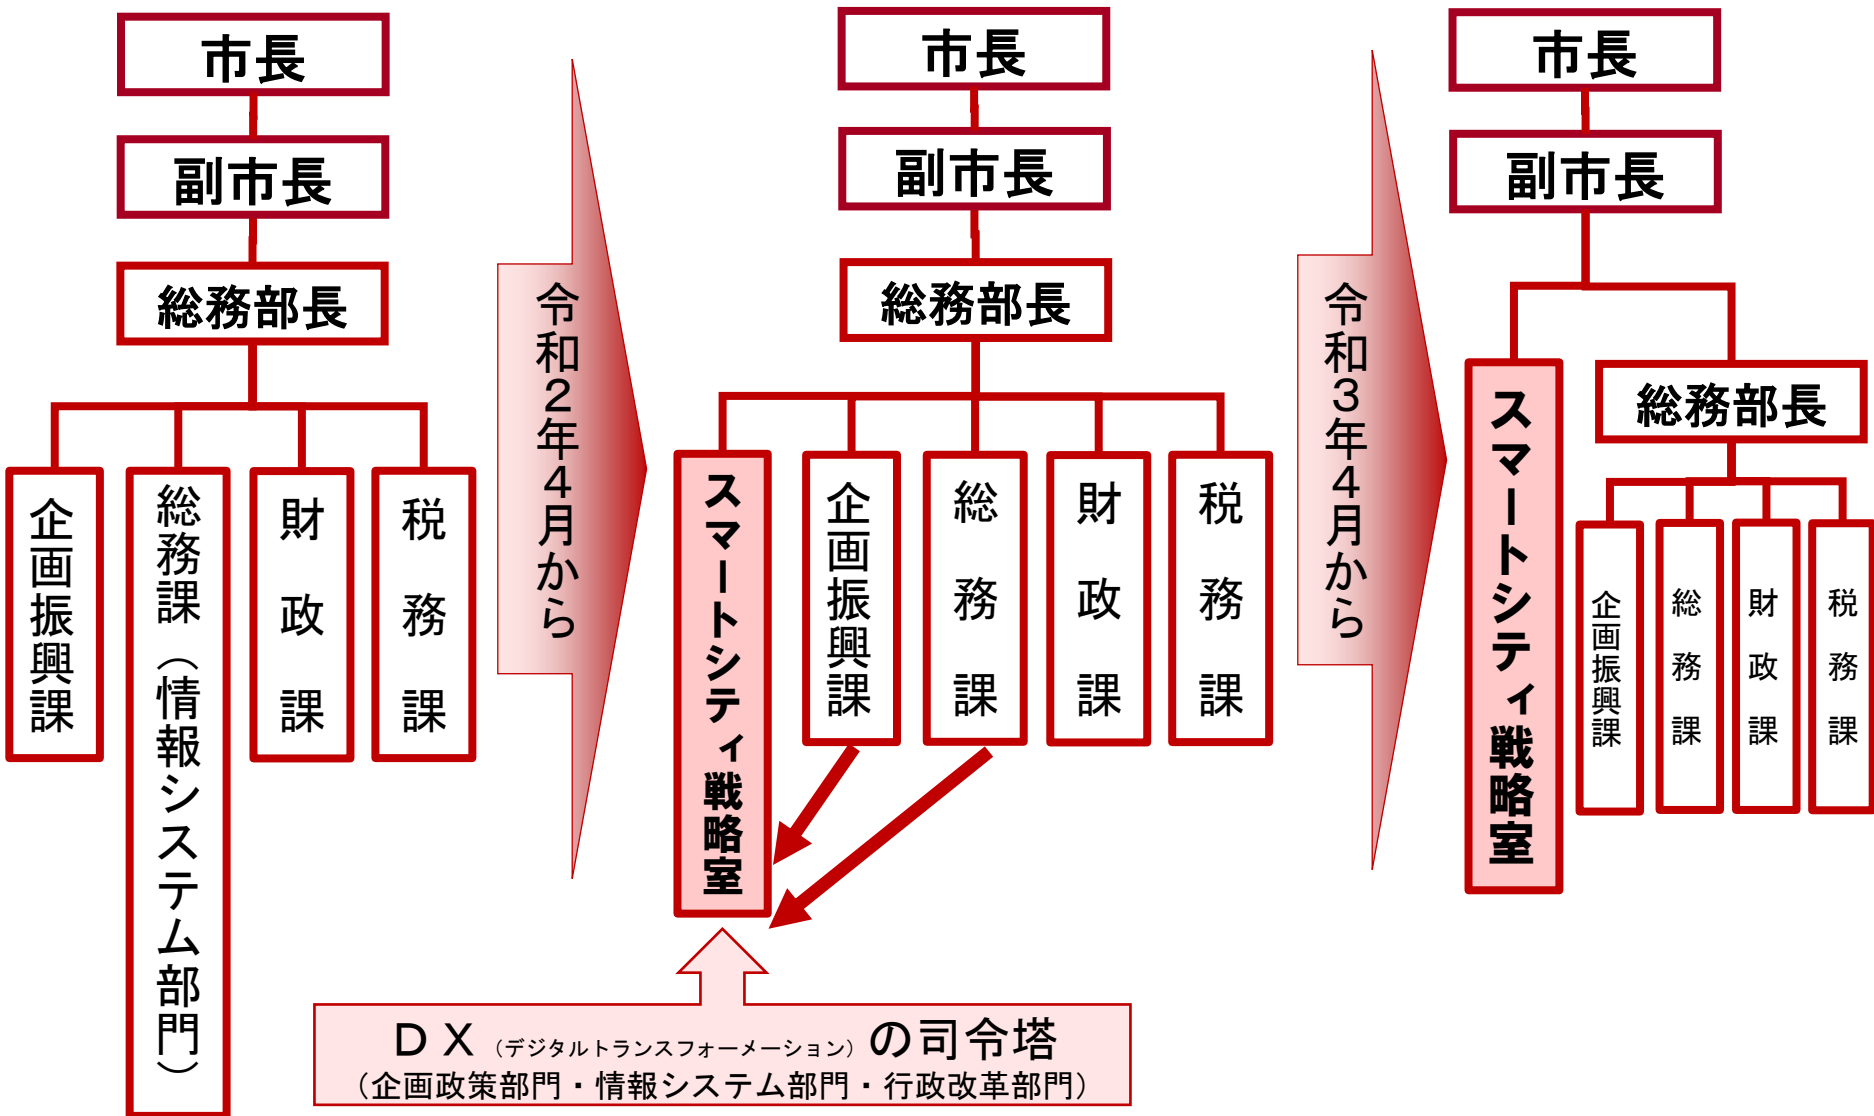 市長
副市長
総務部長
企画振興課
総務課（情報システム部門）
財政課
税務課
令和２年４月から
市長
副市長
総務部長
スマートシティ戦略室
企画振興課
総務課
財政課
税務課
ＤＸ（デジタルトランスフォーメーション）の司令塔
（企画政策部門・情報システム部門・行政改革部門）
令和３年４月から
市長
副市長
スマートシティ戦略室
総務部長
企画振興課
総務課
財政課
税務課